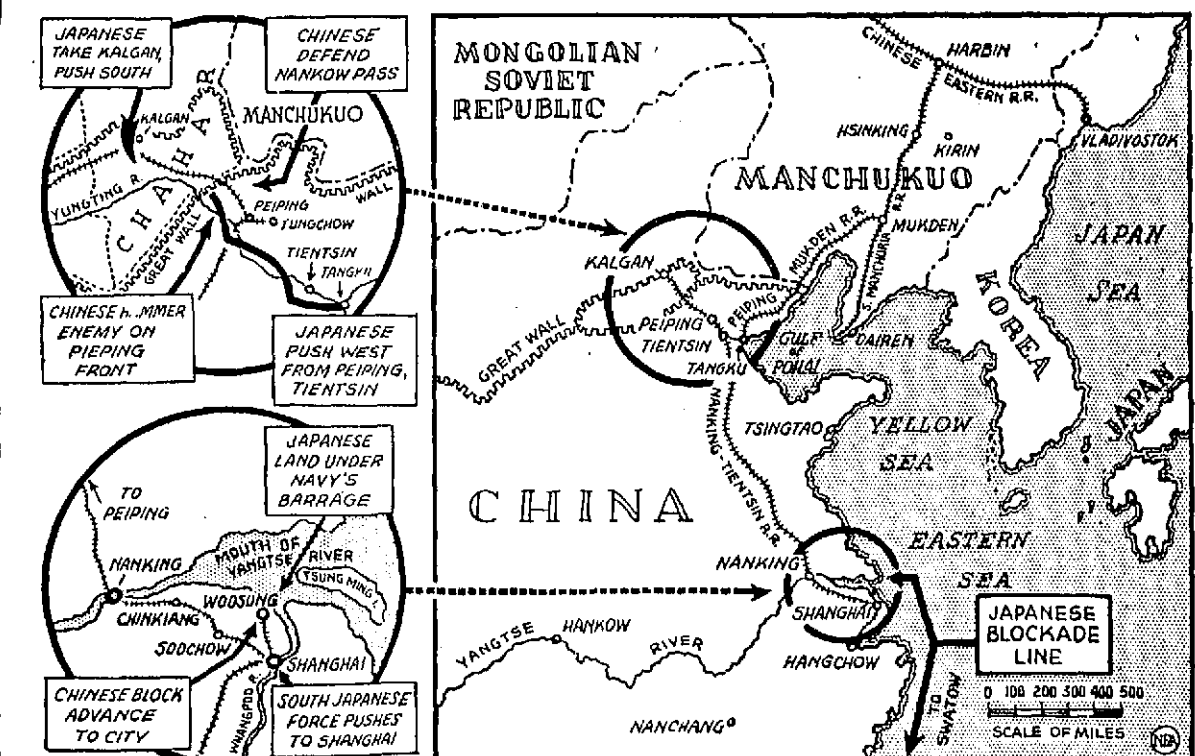 JAPANESE
TAKE KALGAN,
PUSH SOUTH
CHINESE
DEFEND
NANKOW PASS
KALGAN
CHAHAR
MANCHUKUO
WALL
YUNGTING R.
PEIPING
TUNGCHOW
GREAT WALL
TIENTSIN
TANGKU
CHINESE
ENEMY ON
PIEPING
FRONT
JAPANESE
PUSH WEST
FROM PEIPING,
TIENTSIN
JAPANESE
LAND UNDER
NAVY'S
BARRAGE
TO
PEIPING
NANKING
MOUTH OF
YANGTSE RIVER
TSUNG MING I.
WOOSUNG
CHINKIANG
SOOCHOW
SHANGHAI
WHANGPOO R.
CHINESE BLOCK
ADVANCE
TO CITY
SOUTH JAPANESE
FORCE PUSHES
TO SHANGHAI
MONGOLIAN
SOVIET
REPUBLIC
CHINESE EASTERN R.R.
HARBIN
HSINKING
KIRIN
VLADIVOSTOK
MANCHUKUO
MUKDEN
MANCHURIA R.R.
PEIPING MUKDEN R.R.
JAPAN
SEA
KOREA
KALGAN
GREAT WALL
PEIPING
TIENTSIN
TANGKU
GULF
OF
POHAI
DAIREN
JAPAN
TSINGTAO
YELLOW
SEA
NANKING-TIENTSIN R.R.
CHINA
EASTERN
SEA
NANKING
SHANGHAI
JAPANESE
BLOCKADE
LINE
YANGTSE RIVER
HANKOW
HANGCHOW
TO
SWATOW
NANCHANG
0 100 200 300 400 500
SCALE OF MILES
NEA